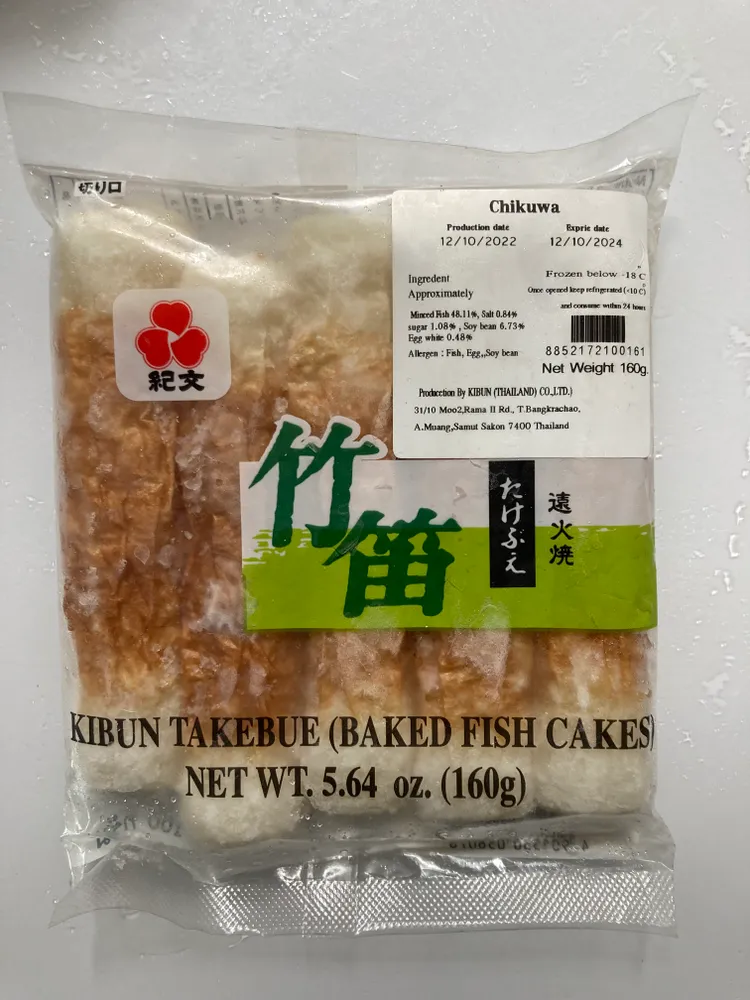 切り口
Chikuwa
Production date
Exprie date
12/10/2022
12/10/2024
Ingredent
Approximately
Frozen below -18 C
Once opened keep refrigerated (<10 C)
and consume within 24 hours
Minced Fish 48.11%, Salt 0.84%
sugar 1.08% , Soy bean 6.73%
Egg white 0.48%
Allergen : Fish, Egg,,Soy bean
8852172100161
Net Weight 160g.
Production By KIBUN (THAILAND) CO.,LTD.)
31/10 Moo2,Rama II Rd., T.Bangkrachao,
A.Muang,Samut Sakon 7400 Thailand
紀文
竹笛
たけぶえ
遠火焼
KIBUN TAKEBUE (BAKED FISH CAKES)
NET WT. 5.64 oz. (160g)